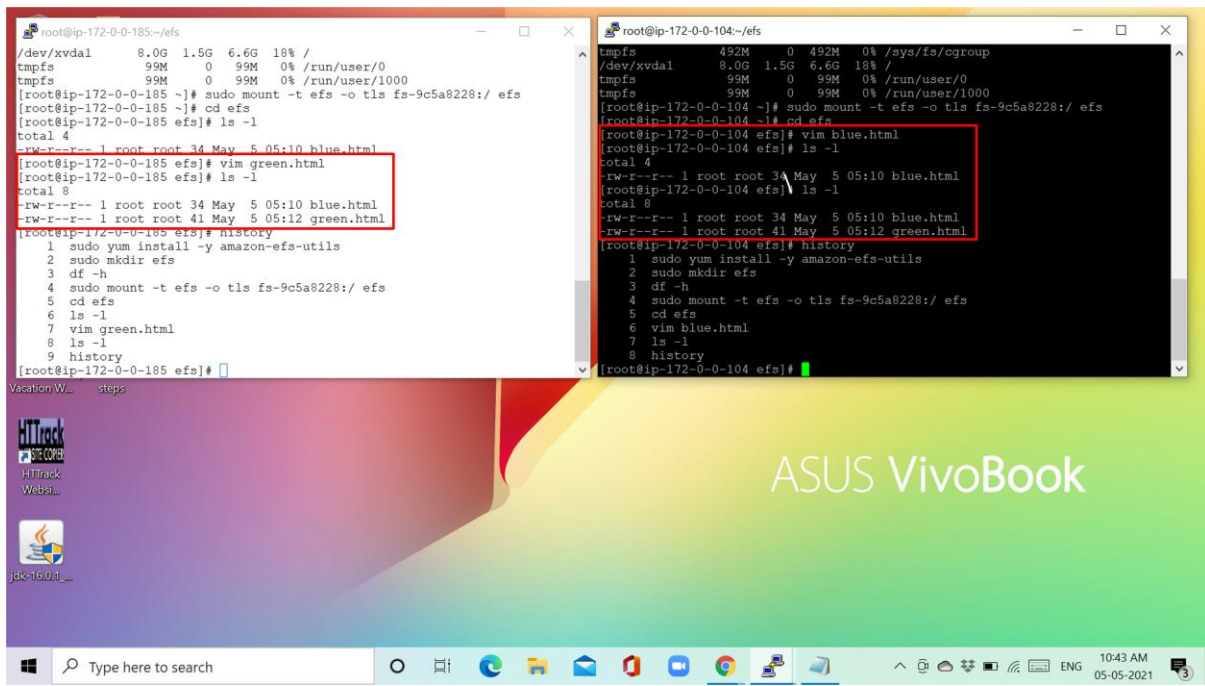 root@ip-172-0-0-185:~/efs
/dev/xvda1 8.0G 1.5G 6.6G 18% /
tmpfs 99M 0 99M 0% /run/user/0
tmpfs 99M 0 99M 0% /run/user/1000
[root@ip-172-0-0-185 ~]# sudo mount -t efs -o tls fs-9c5a8228:/ efs
[root@ip-172-0-0-185 ~]# cd efs
[root@ip-172-0-0-185 efs]# ls -l
total 4
-rw-r--r-- 1 root root 34 May 5 05:10 blue.html
[root@ip-172-0-0-185 efs]# vim green.html
[root@ip-172-0-0-185 efs]# ls -l
total 8
-rw-r--r-- 1 root root 34 May 5 05:10 blue.html
-rw-r--r-- 1 root root 41 May 5 05:12 green.html
[root@ip-172-0-0-185 efs]# history
1 sudo yum install -y amazon-efs-utils
2 sudo mkdir efs
3 df -h
4 sudo mount -t efs -o tls fs-9c5a8228:/ efs
5 cd efs
6 ls -l
7 vim green.html
8 ls -l
9 history
[root@ip-172-0-0-185 efs]#
root@ip-172-0-0-104:~/efs
tmpfs 492M 0 492M 0% /sys/fs/cgroup
/dev/xvda1 8.0G 1.5G 6.6G 18% /
tmpfs 99M 0 99M 0% /run/user/0
tmpfs 99M 0 99M 0% /run/user/1000
[root@ip-172-0-0-104 ~]# sudo mount -t efs -o tls fs-9c5a8228:/ efs
[root@ip-172-0-0-104 ~]# cd efs
[root@ip-172-0-0-104 efs]# vim blue.html
[root@ip-172-0-0-104 efs]# ls -l
total 4
-rw-r--r-- 1 root root 34 May 5 05:10 blue.html
[root@ip-172-0-0-104 efs]# ls -l
total 8
-rw-r--r-- 1 root root 34 May 5 05:10 blue.html
-rw-r--r-- 1 root root 41 May 5 05:12 green.html
[root@ip-172-0-0-104 efs]# history
1 sudo yum install -y amazon-efs-utils
2 sudo mkdir efs
3 df -h
4 sudo mount -t efs -o tls fs-9c5a8228:/ efs
5 cd efs
6 vim blue.html
7 ls -l
8 history
[root@ip-172-0-0-104 efs]#
Vacation W... steps
HTTrack
SITE COPIER
HTTrack
Websi...
jdk-16.0.1_...
ASUS VivoBook
Type here to search
ENG
10:43 AM
05-05-2021
3